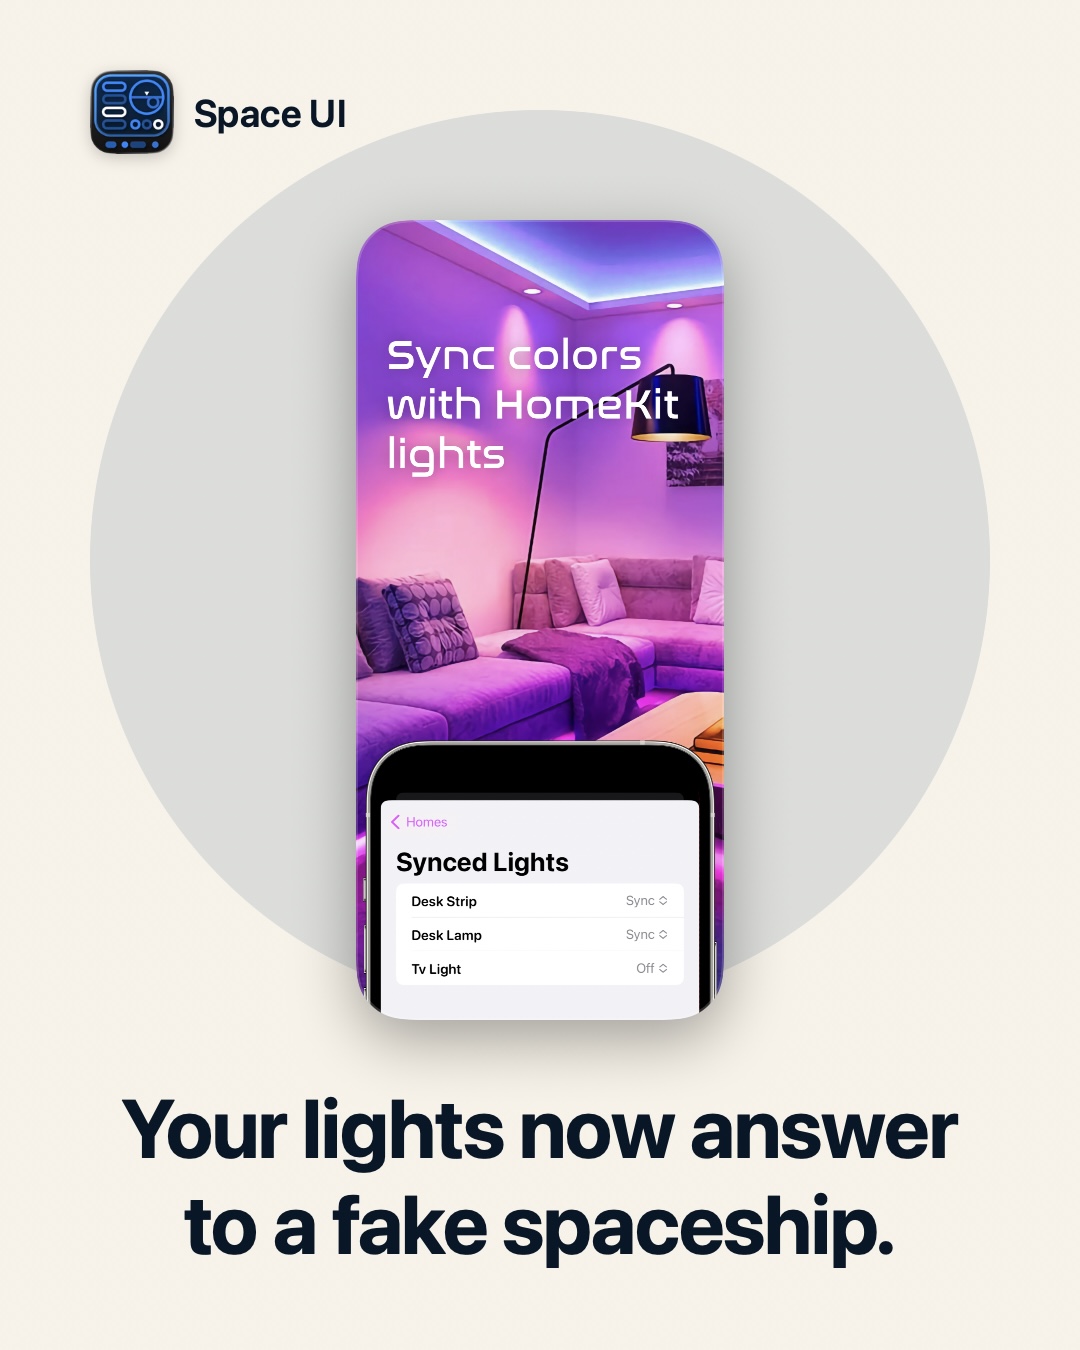 Space UI
Sync colors
with HomeKit
lights
Homes
Synced Lights
Desk Strip Sync
Desk Lamp Sync
Tv Light Off
Your lights now answer
to a fake spaceship.